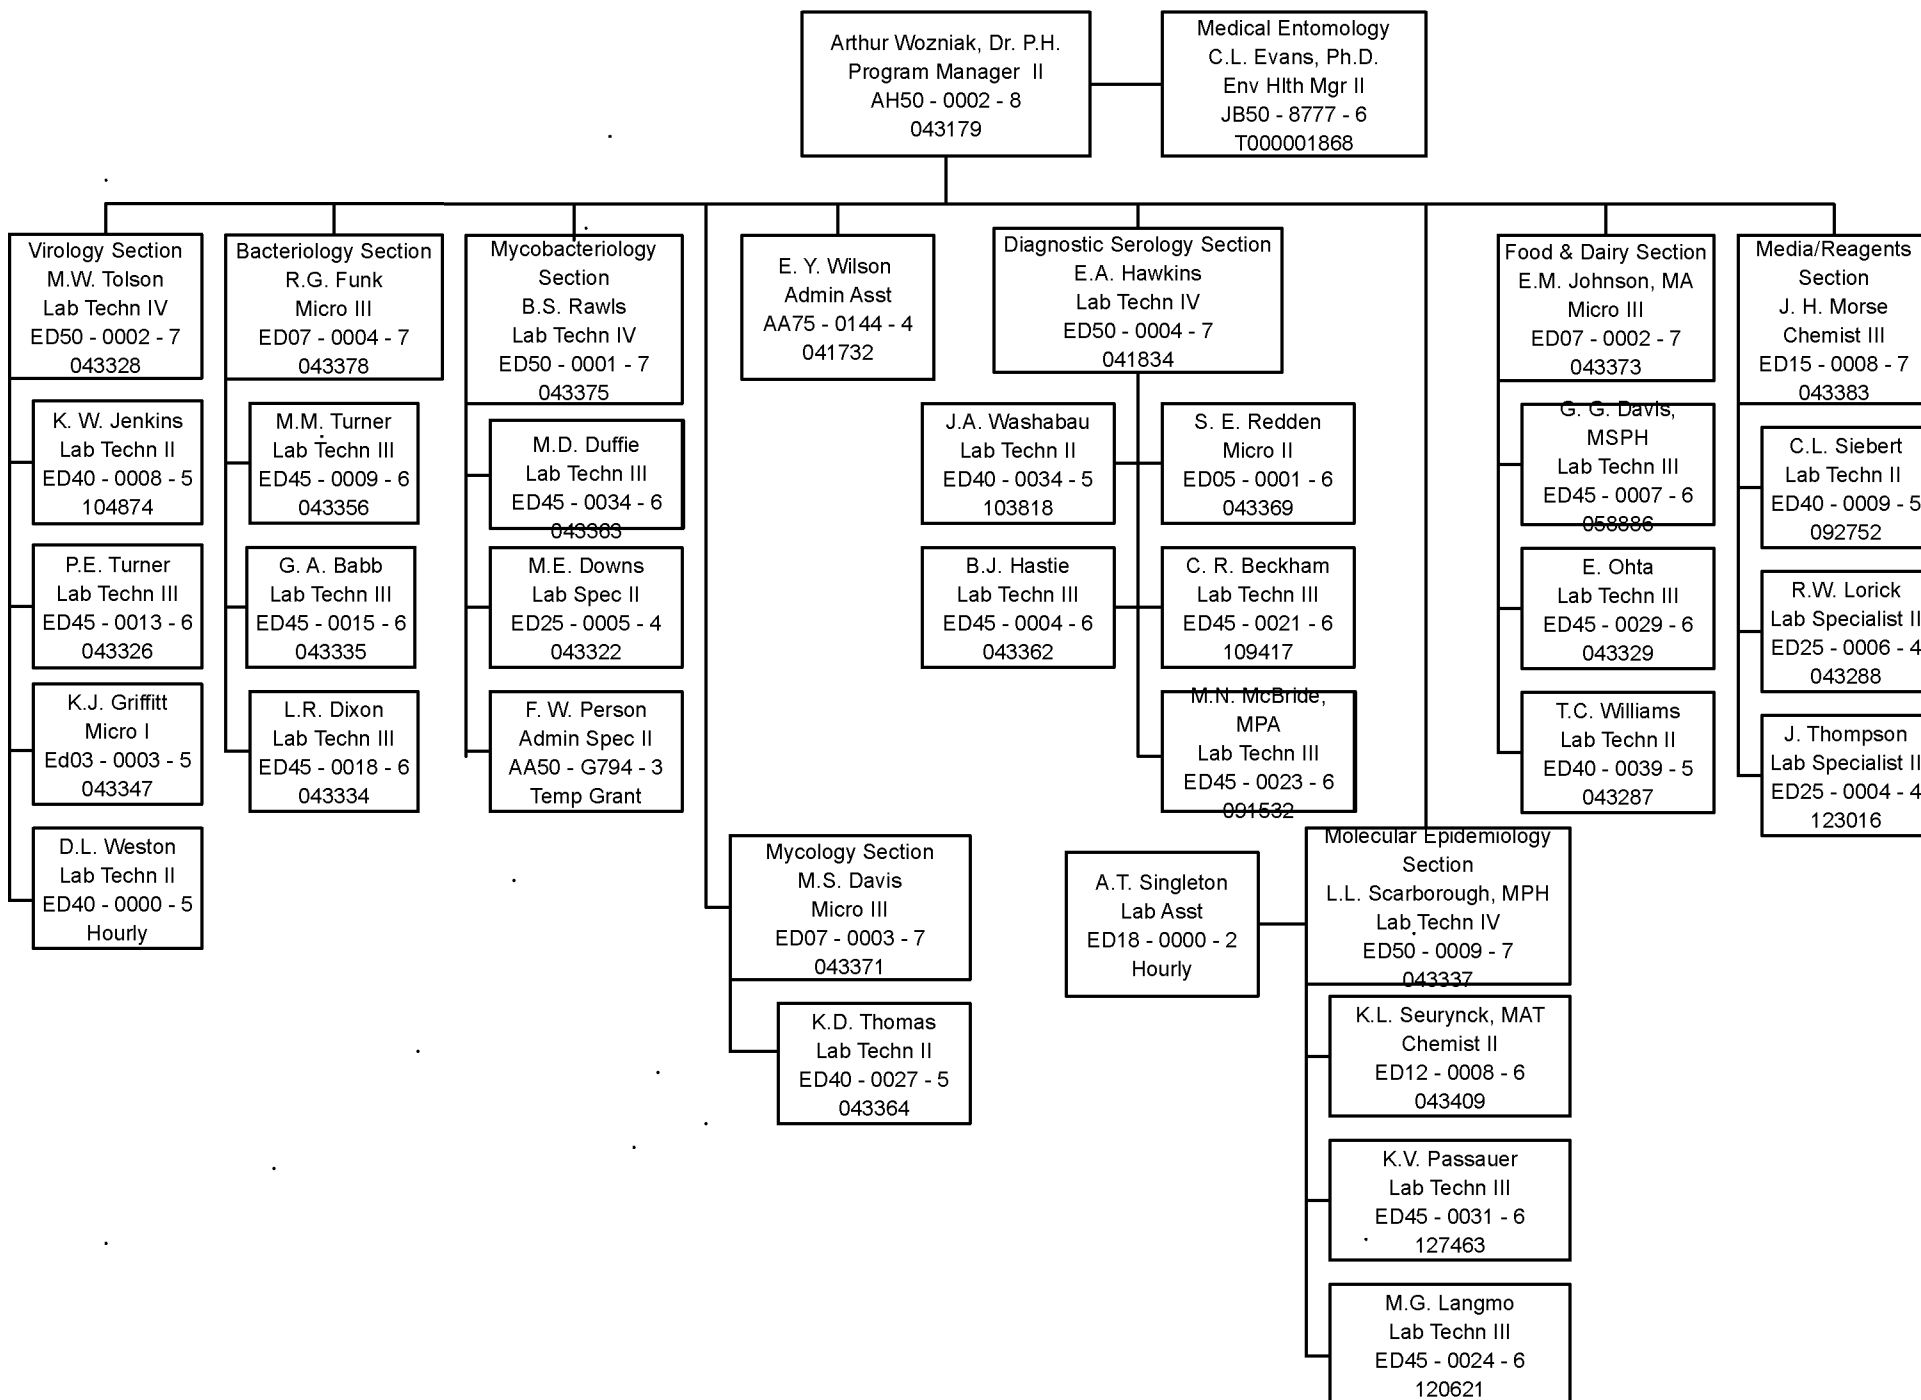 Arthur Wozniak, Dr. P.H.
Program Manager II
AH50 - 0002 - 8
043179
Medical Entomology
C.L. Evans, Ph.D.
Env Hlth Mgr II
JB50 - 8777 - 6
T000001868
Virology Section
M.W. Tolson
Lab Techn IV
ED50 - 0002 - 7
043328
K. W. Jenkins
Lab Techn II
ED40 - 0008 - 5
104874
P.E. Turner
Lab Techn III
ED45 - 0013 - 6
043326
K.J. Griffitt
Micro I
Ed03 - 0003 - 5
043347
D.L. Weston
Lab Techn II
ED40 - 0000 - 5
Hourly
Bacteriology Section
R.G. Funk
Micro III
ED07 - 0004 - 7
043378
M.M. Turner
Lab Techn III
ED45 - 0009 - 6
043356
G. A. Babb
Lab Techn III
ED45 - 0015 - 6
043335
L.R. Dixon
Lab Techn III
ED45 - 0018 - 6
043334
Mycobacteriology
Section
B.S. Rawls
Lab Techn IV
ED50 - 0001 - 7
043375
M.D. Duffie
Lab Techn III
ED45 - 0034 - 6
043363
M.E. Downs
Lab Spec II
ED25 - 0005 - 4
043322
F. W. Person
Admin Spec II
AA50 - G794 - 3
Temp Grant
Mycology Section
M.S. Davis
Micro III
ED07 - 0003 - 7
043371
K.D. Thomas
Lab Techn II
ED40 - 0027 - 5
043364
E. Y. Wilson
Admin Asst
AA75 - 0144 - 4
041732
Diagnostic Serology Section
E.A. Hawkins
Lab Techn IV
ED50 - 0004 - 7
041834
J.A. Washabau
Lab Techn II
ED40 - 0034 - 5
103818
S. E. Redden
Micro II
ED05 - 0001 - 6
043369
B.J. Hastie
Lab Techn III
ED45 - 0004 - 6
043362
C. R. Beckham
Lab Techn III
ED45 - 0021 - 6
109417
M.N. McBride,
MPA
Lab Techn III
ED45 - 0023 - 6
091532
Molecular Epidemiology
Section
L.L. Scarborough, MPH
Lab Techn IV
ED50 - 0009 - 7
043337
A.T. Singleton
Lab Asst
ED18 - 0000 - 2
Hourly
K.L. Seurynck, MAT
Chemist II
ED12 - 0008 - 6
043409
K.V. Passauer
Lab Techn III
ED45 - 0031 - 6
127463
M.G. Langmo
Lab Techn III
ED45 - 0024 - 6
120621
Food & Dairy Section
E.M. Johnson, MA
Micro III
ED07 - 0002 - 7
043373
G. G. Davis,
MSPH
Lab Techn III
ED45 - 0007 - 6
058886
E. Ohta
Lab Techn III
ED45 - 0029 - 6
043329
T.C. Williams
Lab Techn II
ED40 - 0039 - 5
043287
Media/Reagents
Section
J. H. Morse
Chemist III
ED15 - 0008 - 7
043383
C.L. Siebert
Lab Techn II
ED40 - 0009 - 5
092752
R.W. Lorick
Lab Specialist II
ED25 - 0006 - 4
043288
J. Thompson
Lab Specialist II
ED25 - 0004 - 4
123016